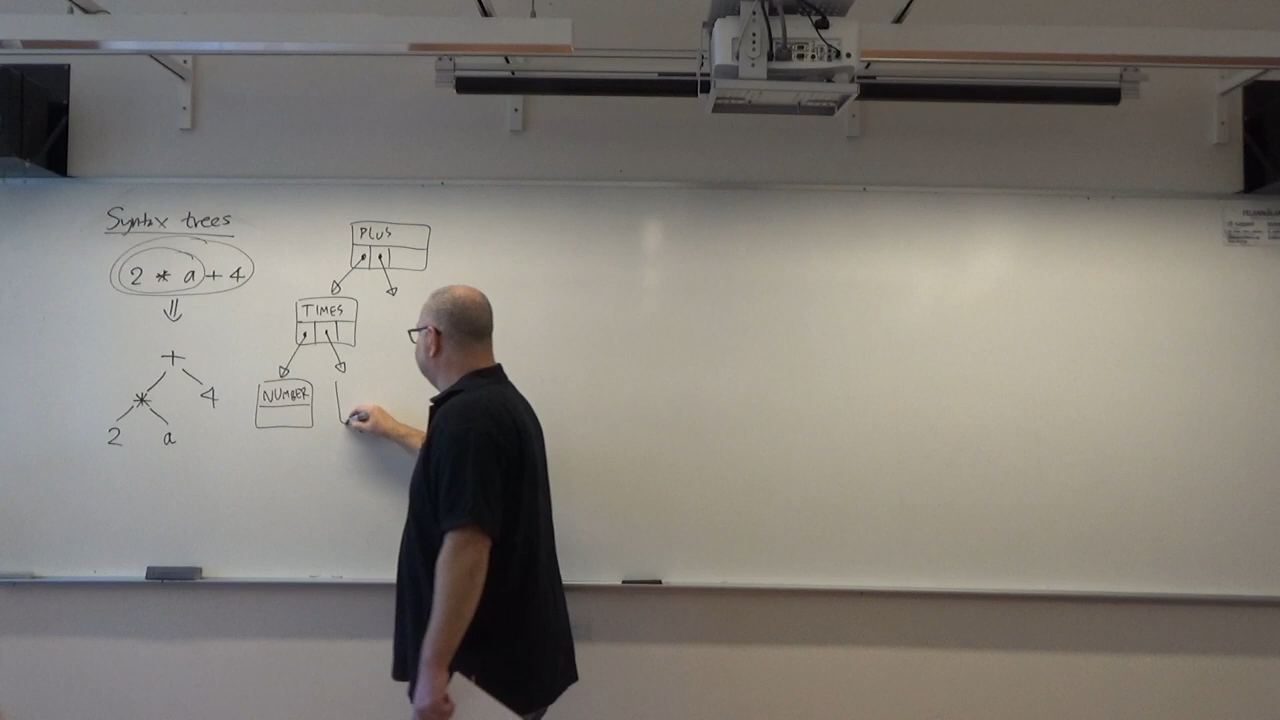 Syntax trees
2 * a + 4
⇓
+
* 4
2 a
PLUS
TIMES
NUMBER